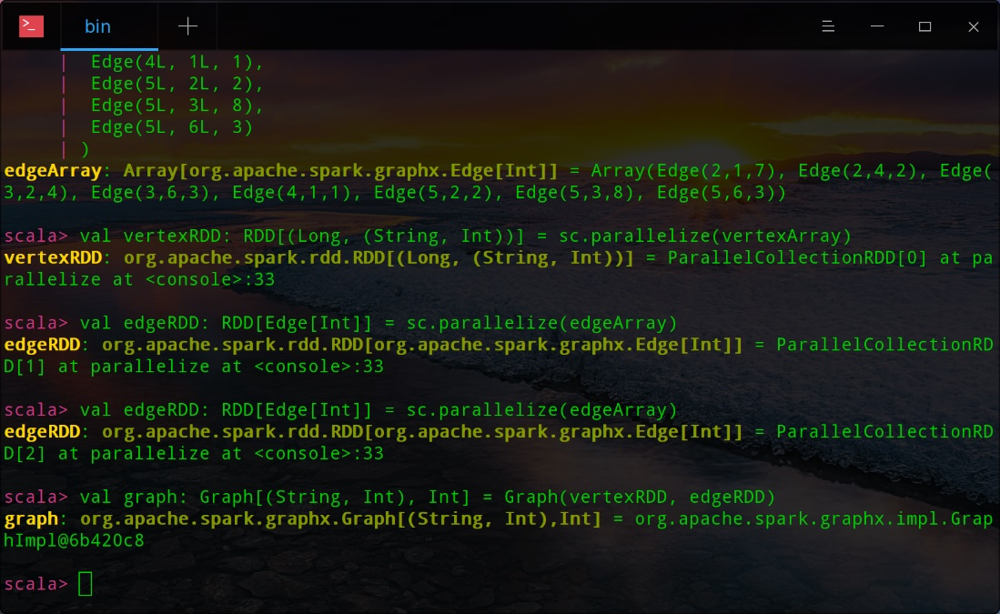 bin
| Edge(4L, 1L, 1),
| Edge(5L, 2L, 2),
| Edge(5L, 3L, 8),
| Edge(5L, 6L, 3)
| )
edgeArray: Array[org.apache.spark.graphx.Edge[Int]] = Array(Edge(2,1,7), Edge(2,4,2), Edge(
3,2,4), Edge(3,6,3), Edge(4,1,1), Edge(5,2,2), Edge(5,3,8), Edge(5,6,3))
scala> val vertexRDD: RDD[(Long, (String, Int))] = sc.parallelize(vertexArray)
vertexRDD: org.apache.spark.rdd.RDD[(Long, (String, Int))] = ParallelCollectionRDD[0] at pa
rallelize at <console>:33
scala> val edgeRDD: RDD[Edge[Int]] = sc.parallelize(edgeArray)
edgeRDD: org.apache.spark.rdd.RDD[org.apache.spark.graphx.Edge[Int]] = ParallelCollectionRD
D[1] at parallelize at <console>:33
scala> val edgeRDD: RDD[Edge[Int]] = sc.parallelize(edgeArray)
edgeRDD: org.apache.spark.rdd.RDD[org.apache.spark.graphx.Edge[Int]] = ParallelCollectionRD
D[2] at parallelize at <console>:33
scala> val graph: Graph[(String, Int), Int] = Graph(vertexRDD, edgeRDD)
graph: org.apache.spark.graphx.Graph[(String, Int),Int] = org.apache.spark.graphx.impl.Grap
hImpl@6b420c8
scala>